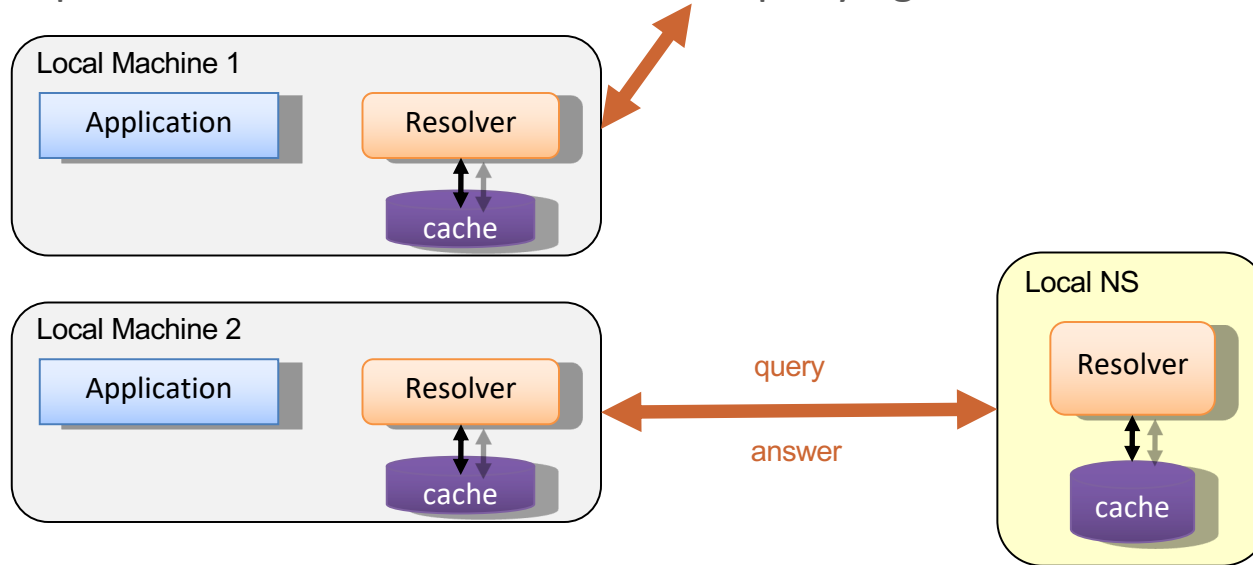 Local Machine 1
Application
Resolver
cache
Local NS
Local Machine 2
Application
Resolver
query
Resolver
answer
cache
cache